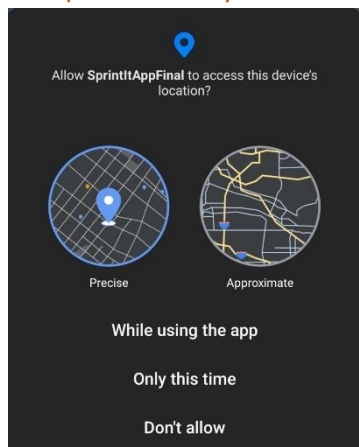 Allow SprintItAppFinal to access this device's
location?
Precise
Approximate
While using the app
Only this time
Don't allow